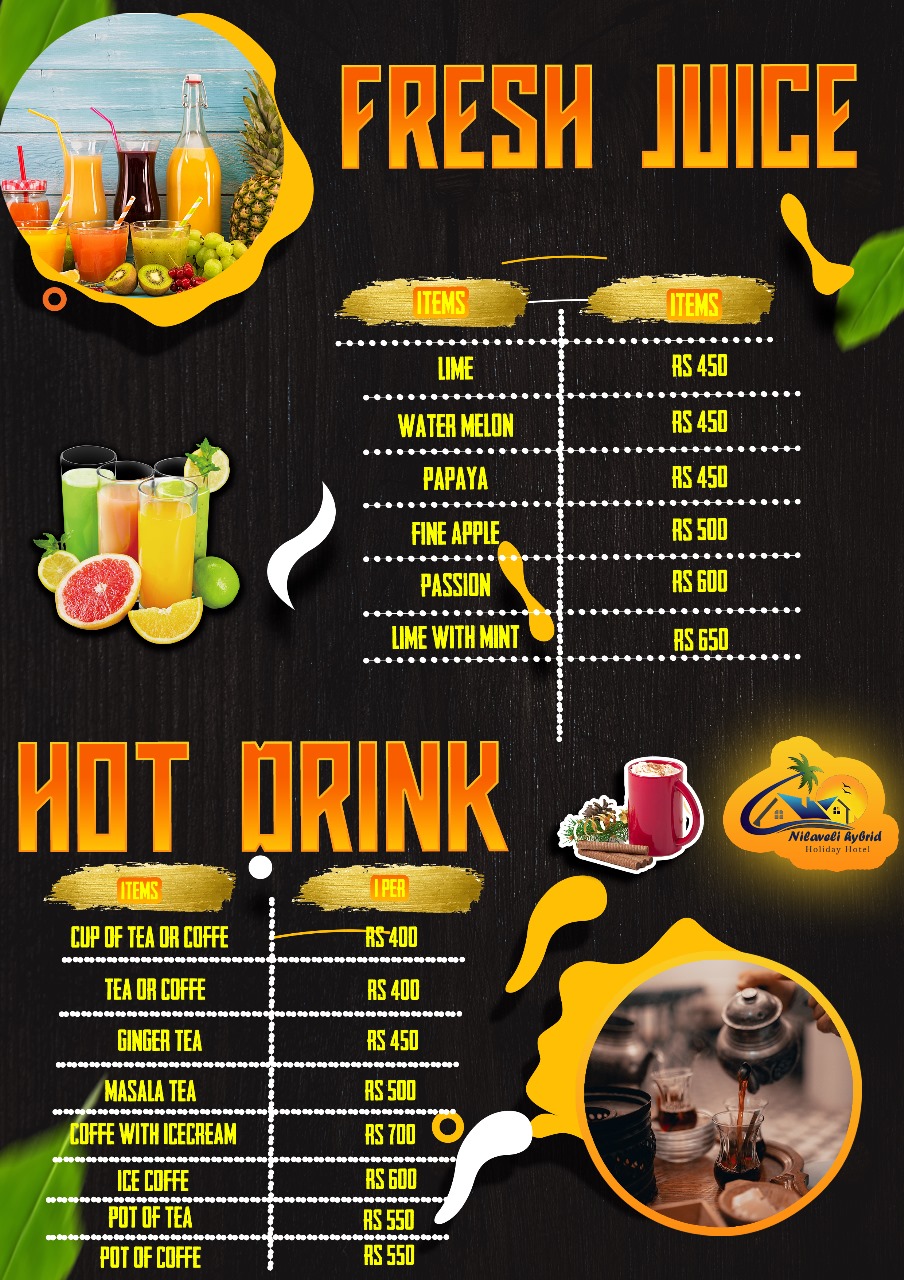 FRESH JUICE
ITEMS ITEMS
LIME RS 450
WATER MELON RS 450
PAPAYA RS 450
FINE APPLE RS 500
PASSION RS 600
LIME WITH MINT RS 650
HOT DRINK
Nilaveli hybrid
Holiday Hotel
ITEMS 1 PER
CUP OF TEA OR COFFE RS 400
TEA OR COFFE RS 400
GINGER TEA RS 450
MASALA TEA RS 500
COFFE WITH ICECREAM RS 700
ICE COFFE RS 600
POT OF TEA RS 550
POT OF COFFE RS 550